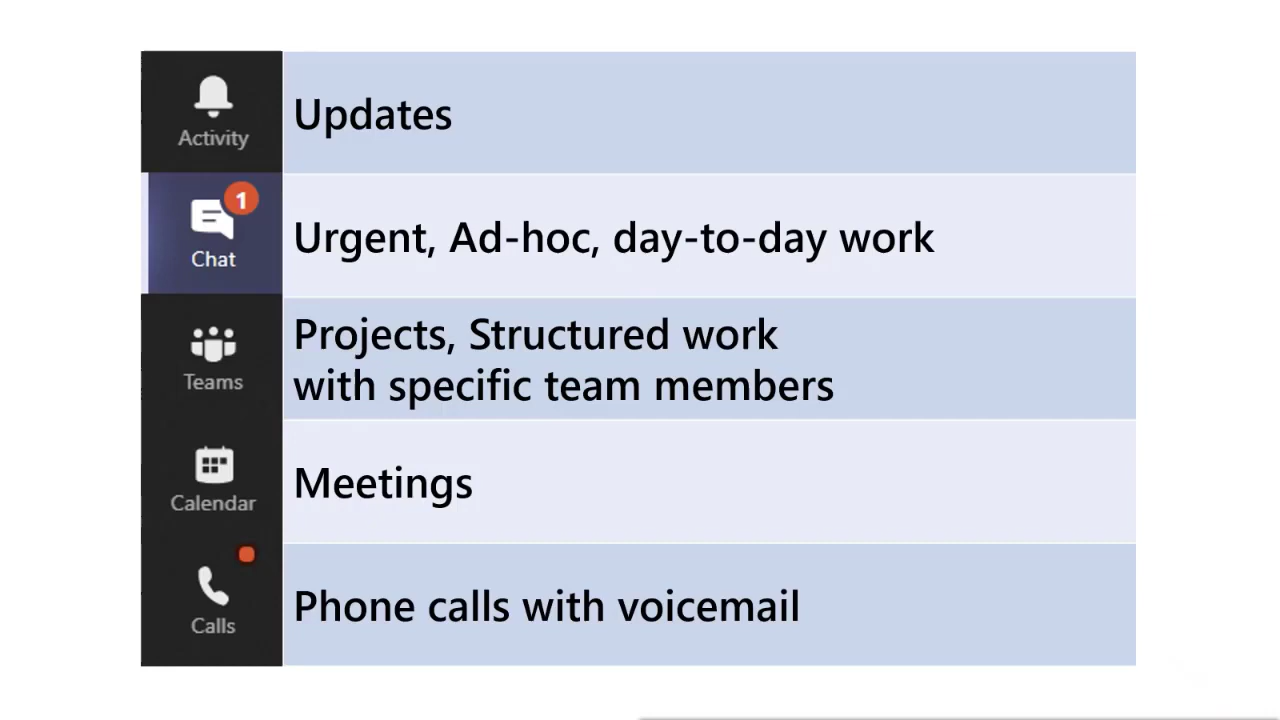 Activity
Updates
1
Chat
Urgent, Ad-hoc, day-to-day work
Teams
Projects, Structured work
with specific team members
Calendar
Meetings
Calls
Phone calls with voicemail